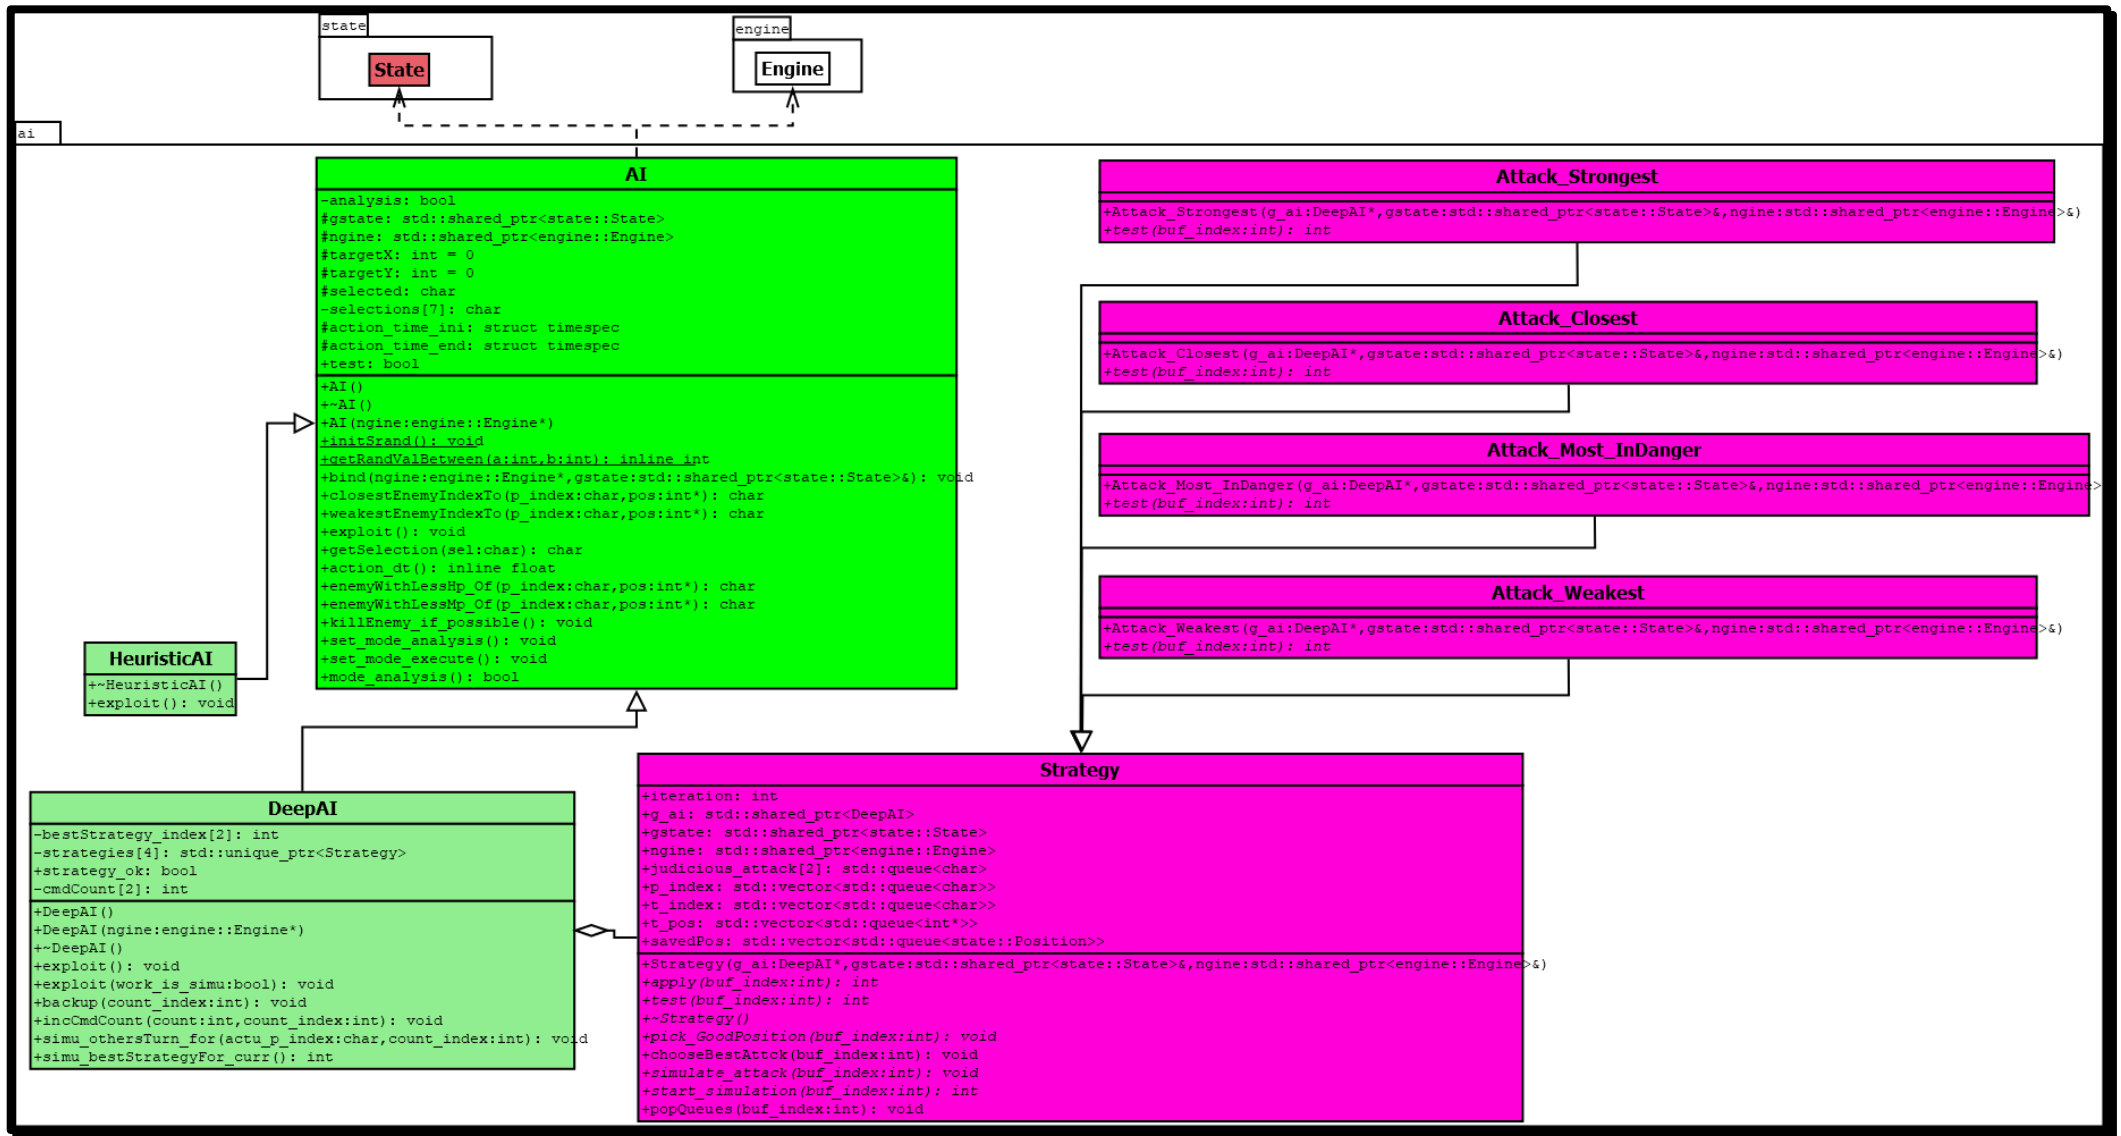 state
State
engine
Engine
ai
AI
-analysis: bool
#gstate: std::shared_ptr<state::State>
#ngine: std::shared_ptr<engine::Engine>
#targetX: int = 0
#targetY: int = 0
#selected: char
-selections[7]: char
#action_time_ini: struct timespec
#action_time_end: struct timespec
+test: bool
+AI()
+~AI()
+AI(ngine:engine::Engine*)
+initSrand(): void
+getRandValBetween(a:int,b:int): inline int
+bind(ngine:engine::Engine*,gstate:std::shared_ptr<state::State>&): void
+closestEnemyIndexTo(p_index:char,pos:int*): char
+weakestEnemyIndexTo(p_index:char,pos:int*): char
+exploit(): void
+getSelection(sel:char): char
+action_dt(): inline float
+enemyWithLessHp_Of(p_index:char,pos:int*): char
+enemyWithLessMp_Of(p_index:char,pos:int*): char
+killEnemy_if_possible(): void
+set_mode_analysis(): void
+set_mode_execute(): void
+mode_analysis(): bool
Attack_Strongest
+Attack_Strongest(g_ai:DeepAI*,gstate:std::shared_ptr<state::State>&,ngine:std::shared_ptr<engine::Engine>&)
+test(buf_index:int): int
Attack_Closest
+Attack_Closest(g_ai:DeepAI*,gstate:std::shared_ptr<state::State>&,ngine:std::shared_ptr<engine::Engine>&)
+test(buf_index:int): int
Attack_Most_InDanger
+Attack_Most_InDanger(g_ai:DeepAI*,gstate:std::shared_ptr<state::State>&,ngine:std::shared_ptr<engine::Engine>
+test(buf_index:int): int
Attack_Weakest
+Attack_Weakest(g_ai:DeepAI*,gstate:std::shared_ptr<state::State>&,ngine:std::shared_ptr<engine::Engine>&)
+test(buf_index:int): int
HeuristicAI
+~HeuristicAI()
+exploit(): void
DeepAI
-bestStrategy_index[2]: int
-strategies[4]: std::unique_ptr<Strategy>
+strategy_ok: bool
-cmdCount[2]: int
+DeepAI()
+DeepAI(ngine:engine::Engine*)
+~DeepAI()
+exploit(): void
+exploit(work_is_simu:bool): void
+backup(count_index:int): void
+incCmdCount(count:int,count_index:int): void
+simu_othersTurn_for(actu_p_index:char,count_index:int): void
+simu_bestStrategyFor_curr(): int
Strategy
+iteration: int
+g_ai: std::shared_ptr<DeepAI>
+gstate: std::shared_ptr<state::State>
+ngine: std::shared_ptr<engine::Engine>
+judicious_attack[2]: std::queue<char>
+p_index: std::vector<std::queue<char>>
+t_index: std::vector<std::queue<char>>
+t_pos: std::vector<std::queue<int*>>
+savedPos: std::vector<std::queue<state::Position>>
+Strategy(g_ai:DeepAI*,gstate:std::shared_ptr<state::State>&,ngine:std::shared_ptr<engine::Engine>&)
+apply(buf_index:int): int
+test(buf_index:int): int
+~Strategy()
+pick_GoodPosition(buf_index:int): void
+chooseBestAttck(buf_index:int): void
+simulate_attack(buf_index:int): void
+start_simulation(buf_index:int): int
+popQueues(buf_index:int): void